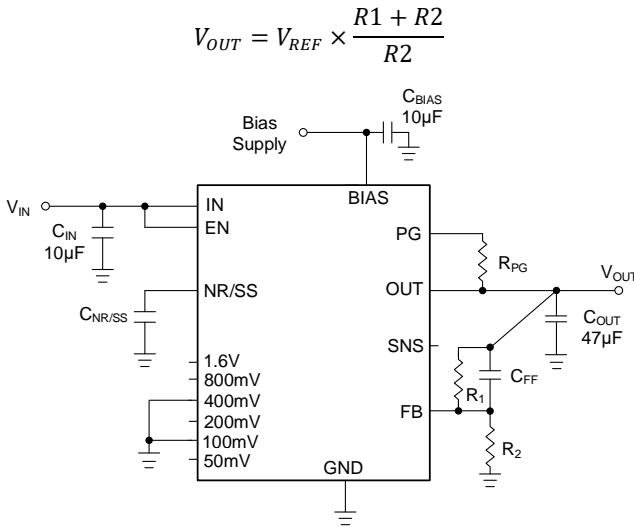 V_OUT = V_REF × (R1 + R2) / R2
C_BIAS
10µF
Bias
Supply
BIAS
V_IN
IN
EN
C_IN
10µF
PG
R_PG
OUT
V_OUT
NR/SS
C_NR/SS
C_OUT
47µF
SNS
C_FF
R_1
FB
R_2
1.6V
800mV
400mV
200mV
100mV
50mV
GND